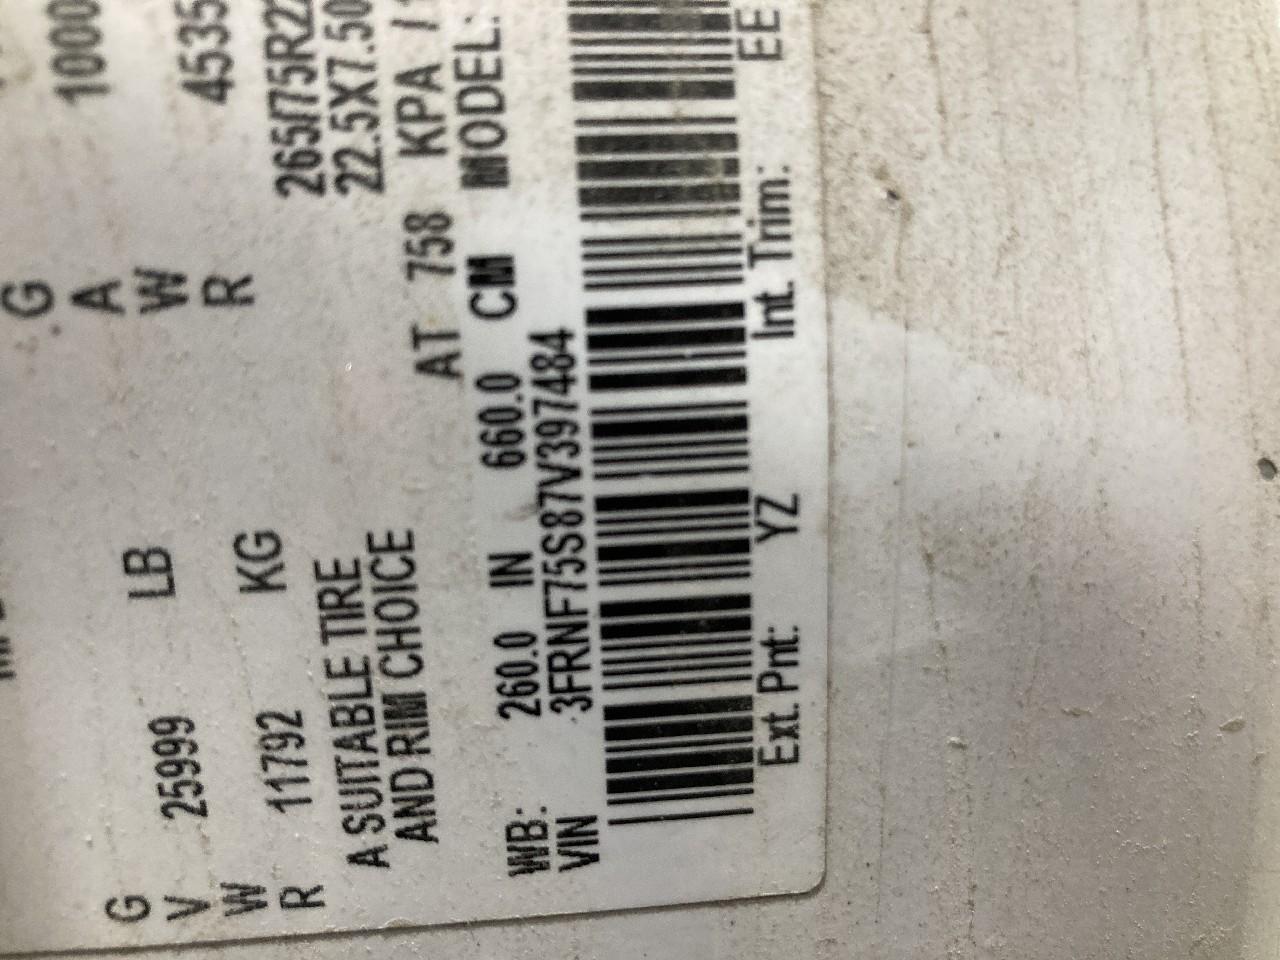 G
A
W
R
10000
4535
G
V
W
R
25999 LB
11792 KG
A SUITABLE TIRE
AND RIM CHOICE
265/75R22
22.5X7.50
AT 758 KPA /
WB: 260.0 IN 660.0 CM MODEL:
VIN 3FRNF75S87V397484
Ext. Pnt: YZ Int. Trim: EE